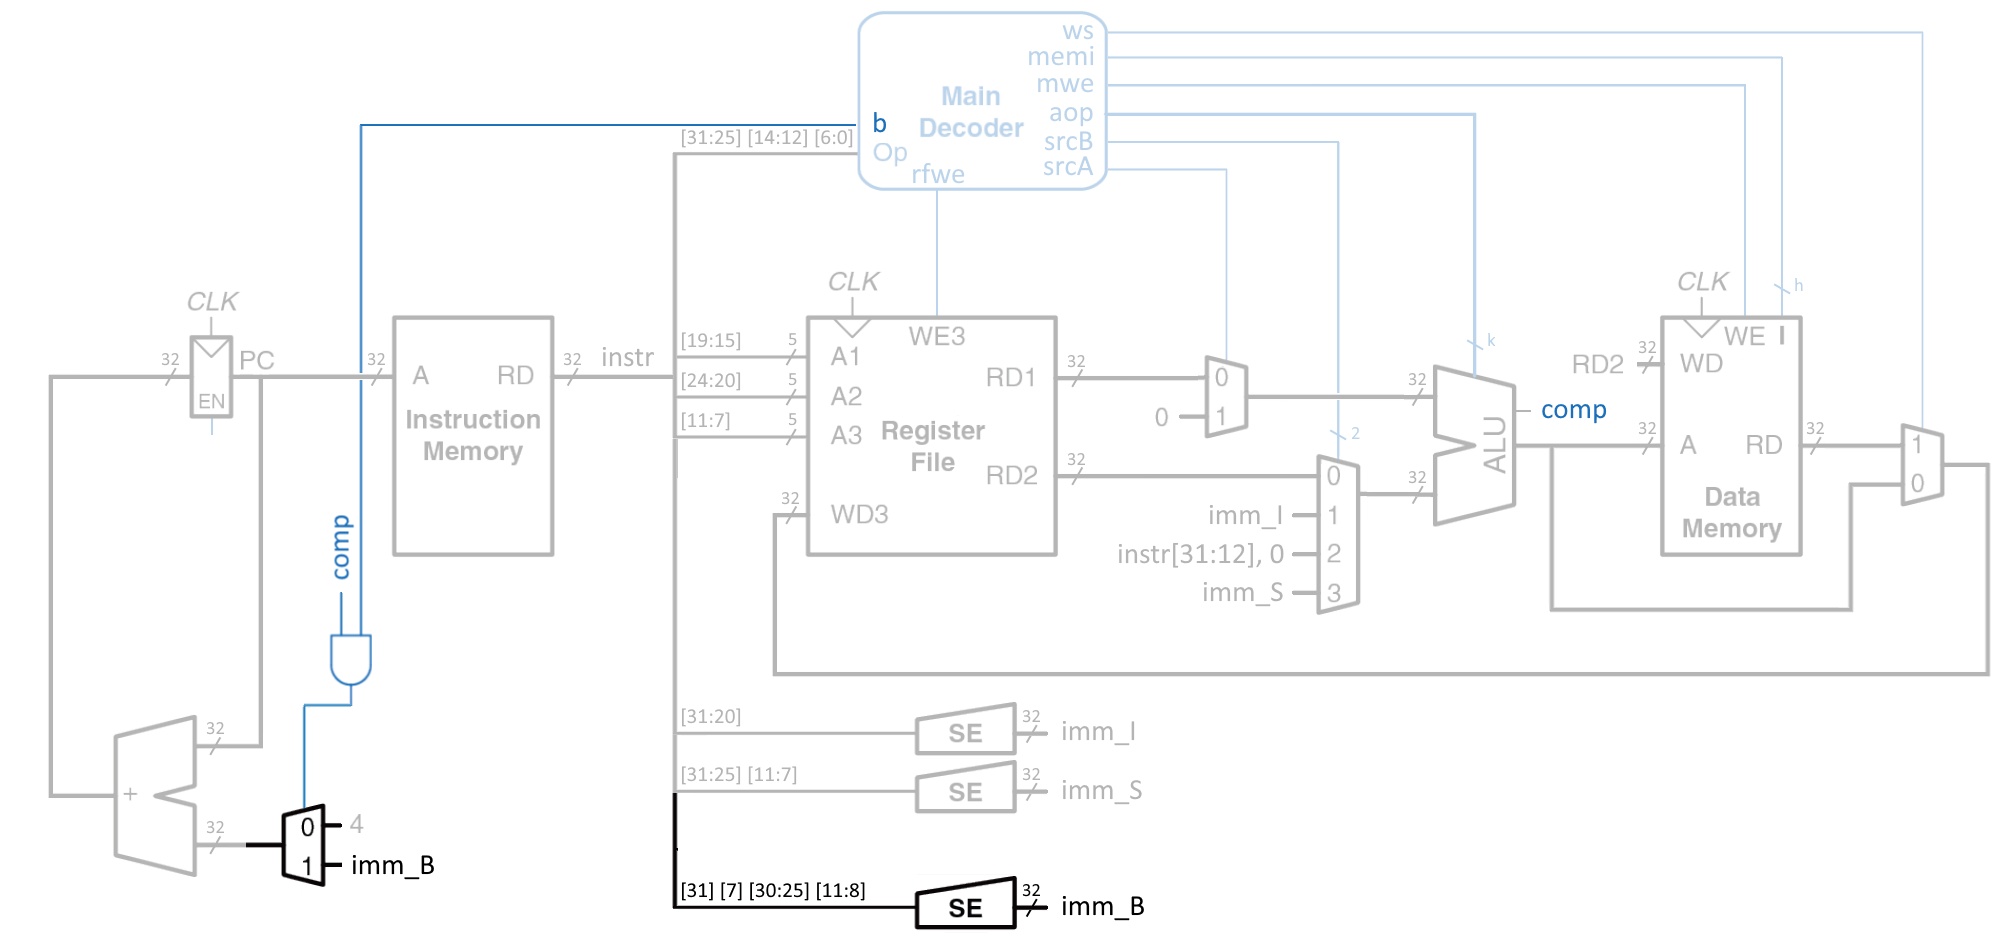 ws
memi
mwe
aop
srcB
srcA
Main
Decoder
b
Op
rfwe
[31:25] [14:12] [6:0]
CLK
32
PC
EN
32
A
RD
Instruction
Memory
32
instr
[19:15]
5
[24:20]
5
[11:7]
5
CLK
WE3
A1
A2
A3
RD1
Register
File
RD2
WD3
32
32
32
0
1
0
2
0
1
2
3
imm_I
instr[31:12], 0
imm_S
32
32
k
ALU
comp
CLK
h
WE I
RD2
32
WD
32
A
RD
Data
Memory
32
1
0
comp
32
+
32
0
1
4
imm_B
[31:20]
SE
32
imm_I
[31:25] [11:7]
SE
32
imm_S
[31] [7] [30:25] [11:8]
SE
32
imm_B